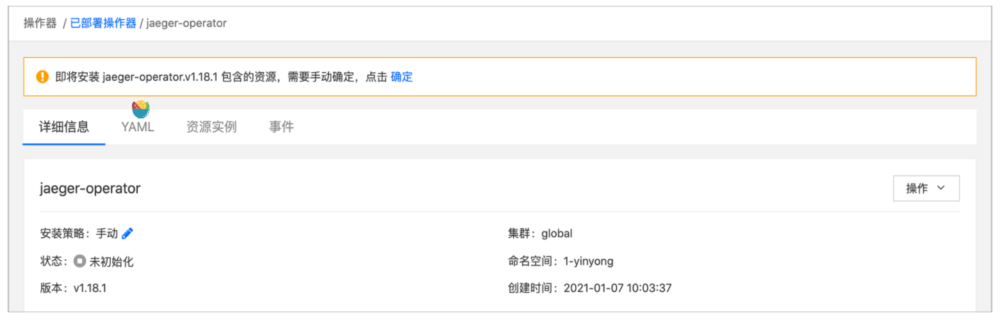 操作器 / 已部署操作器 / jaeger-operator
即将安装 jaeger-operator.v1.18.1 包含的资源，需要手动确定，点击 确定
详细信息 YAML 资源实例 事件
jaeger-operator
操作
安装策略：手动
集群：global
状态：未初始化
命名空间：1-yinyong
版本：v1.18.1
创建时间：2021-01-07 10:03:37